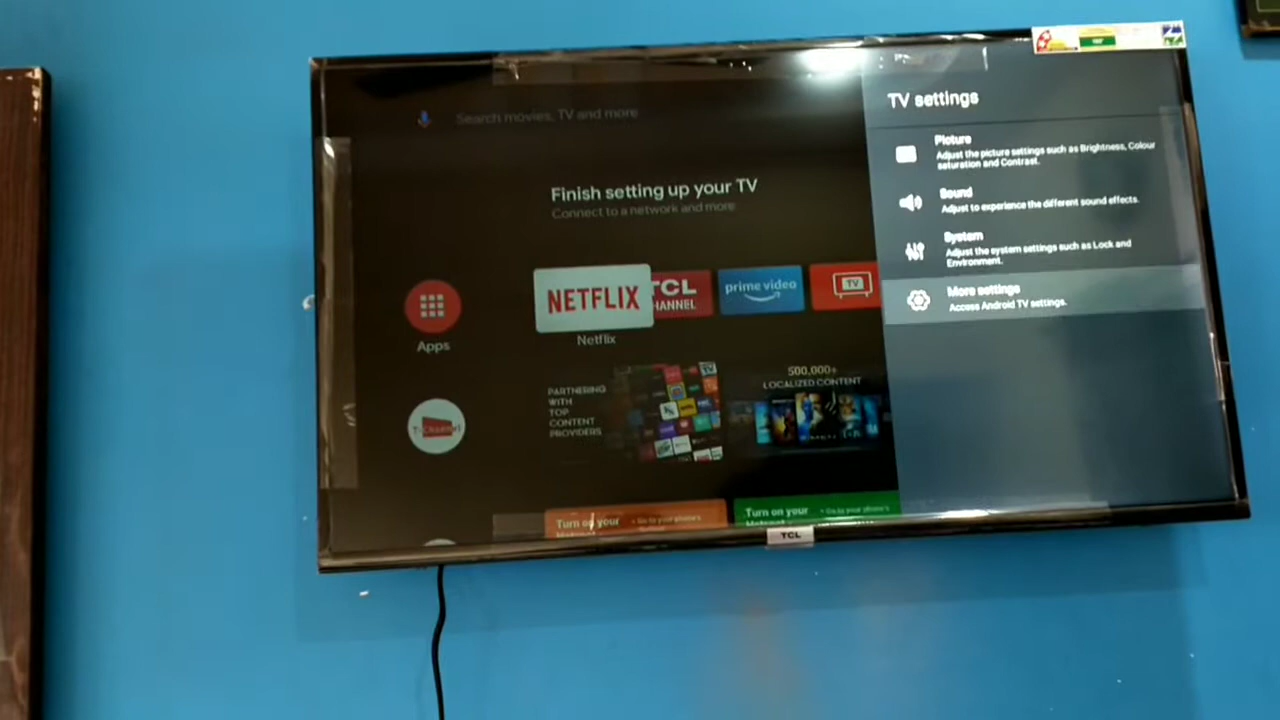 Search movies, TV and more
Finish setting up your TV
Connect to a network and more
NETFLIX
TCL
CHANNEL
prime video
TV
Apps
Netflix
PARTNERING
WITH
TOP
CONTENT
PROVIDERS
500,000+
LOCALIZED CONTENT
Turn on your
Turn on your
TV settings
Picture
Adjust the picture settings such as Brightness, Colour
saturation and Contrast.
Sound
Adjust to experience the different sound effects.
System
Adjust the system settings such as Lock and
Environment.
More settings
Access Android TV settings.
TCL